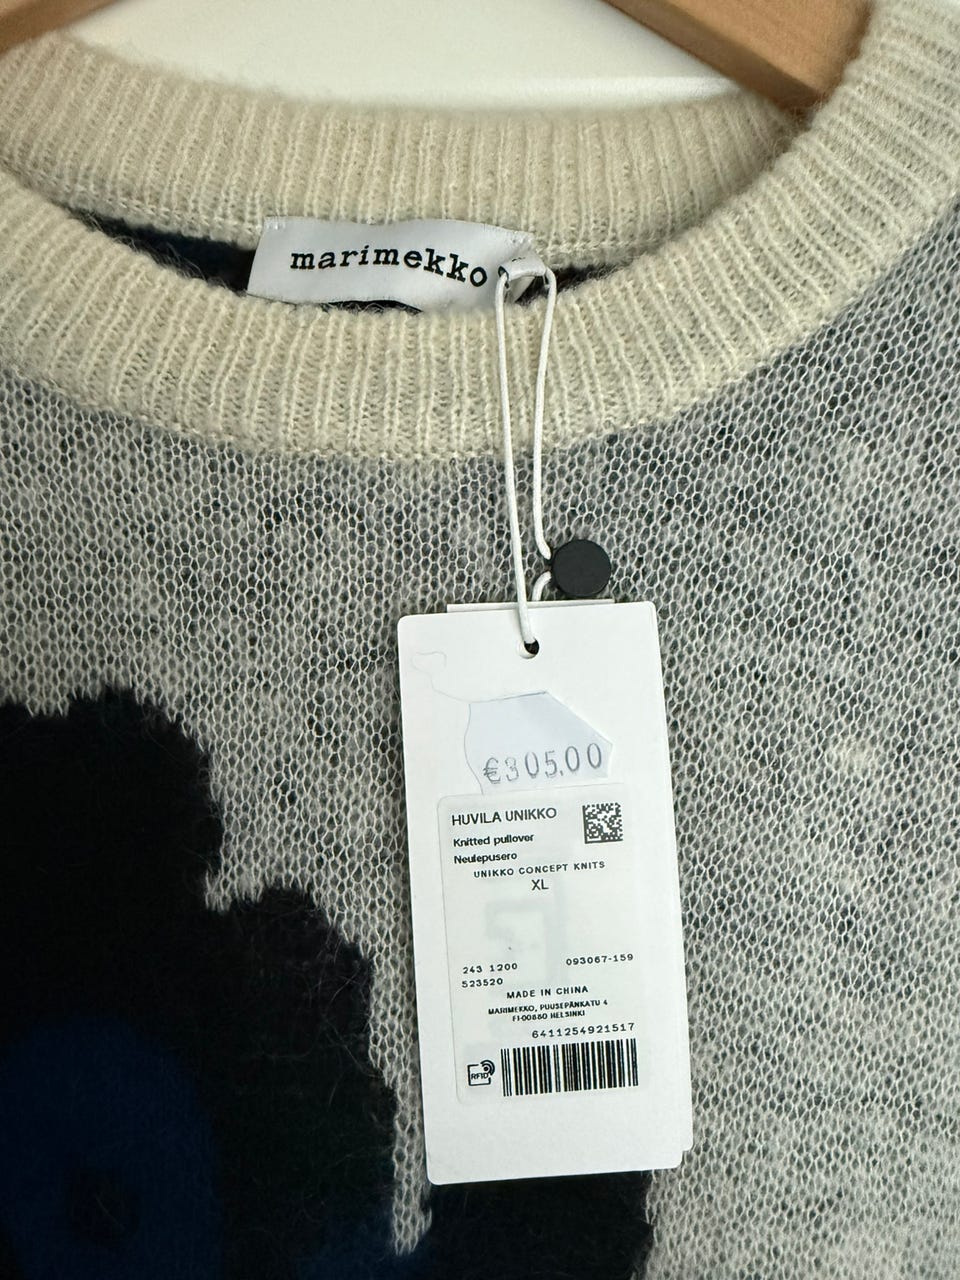 marimekko
€305,00
HUVILA UNIKKO
Knitted pullover
Neulepusero
UNIKKO CONCEPT KNITS
XL
243 1200 093067-159
523520
MADE IN CHINA
MARIMEKKO, PUUSEPÄNKATU 4
FI-00880 HELSINKI
6411254921517
RFID